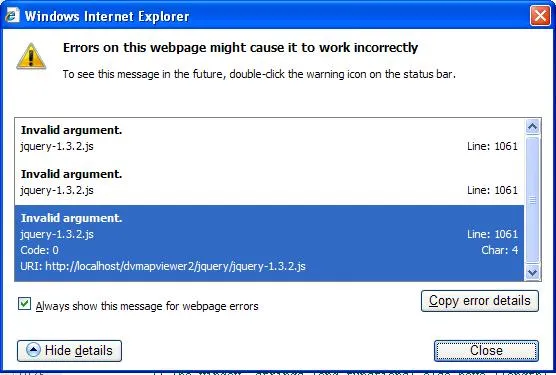 Windows Internet Explorer
Errors on this webpage might cause it to work incorrectly
To see this message in the future, double-click the warning icon on the status bar.
Invalid argument.
jquery-1.3.2.js Line: 1061
Invalid argument.
jquery-1.3.2.js Line: 1061
Invalid argument.
jquery-1.3.2.js Line: 1061
Code: 0 Char: 4
URI: http://localhost/dvmapviewer2/jquery/jquery-1.3.2.js
Always show this message for webpage errors
Copy error details
Hide details
Close